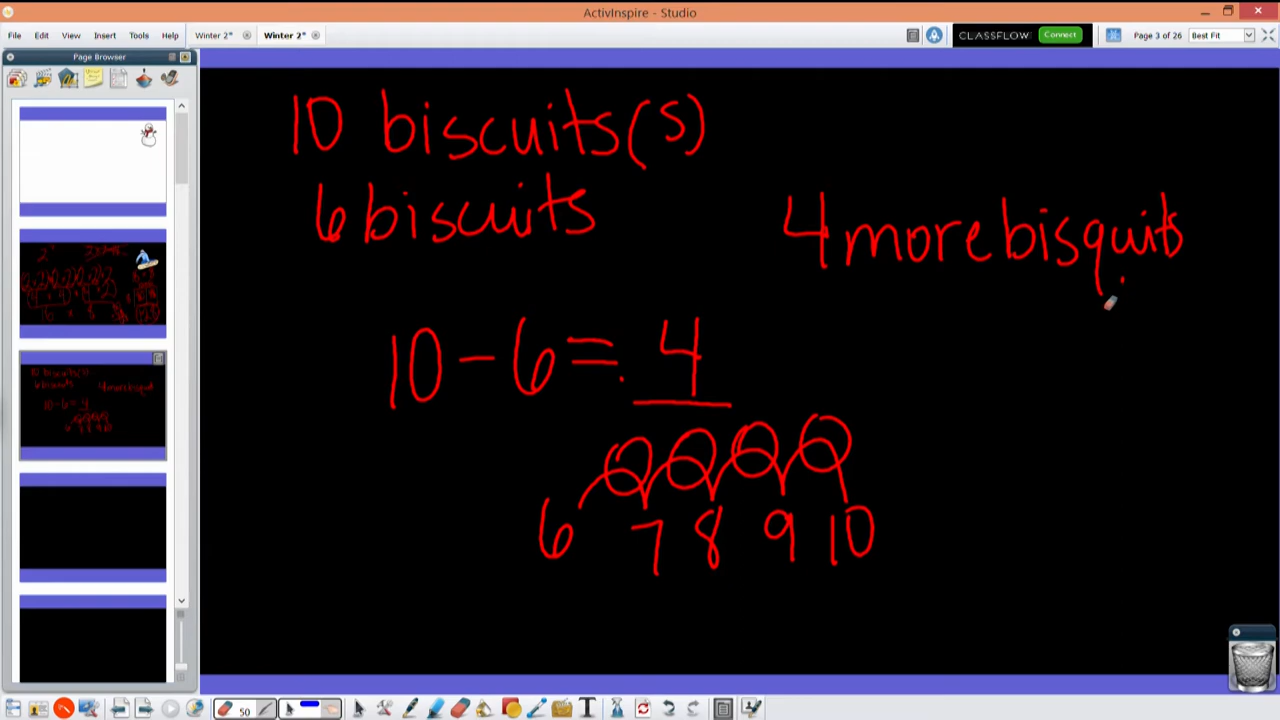 ActivInspire - Studio
File Edit View Insert Tools Help Winter 2* Winter 2* CLASSFLOW Connect Page 3 of 26 Best Fit
Page Browser
10 biscuits(s)
6 biscuits
4 more bisquits
10 - 6 = 4
6 7 8 9 10
50 T